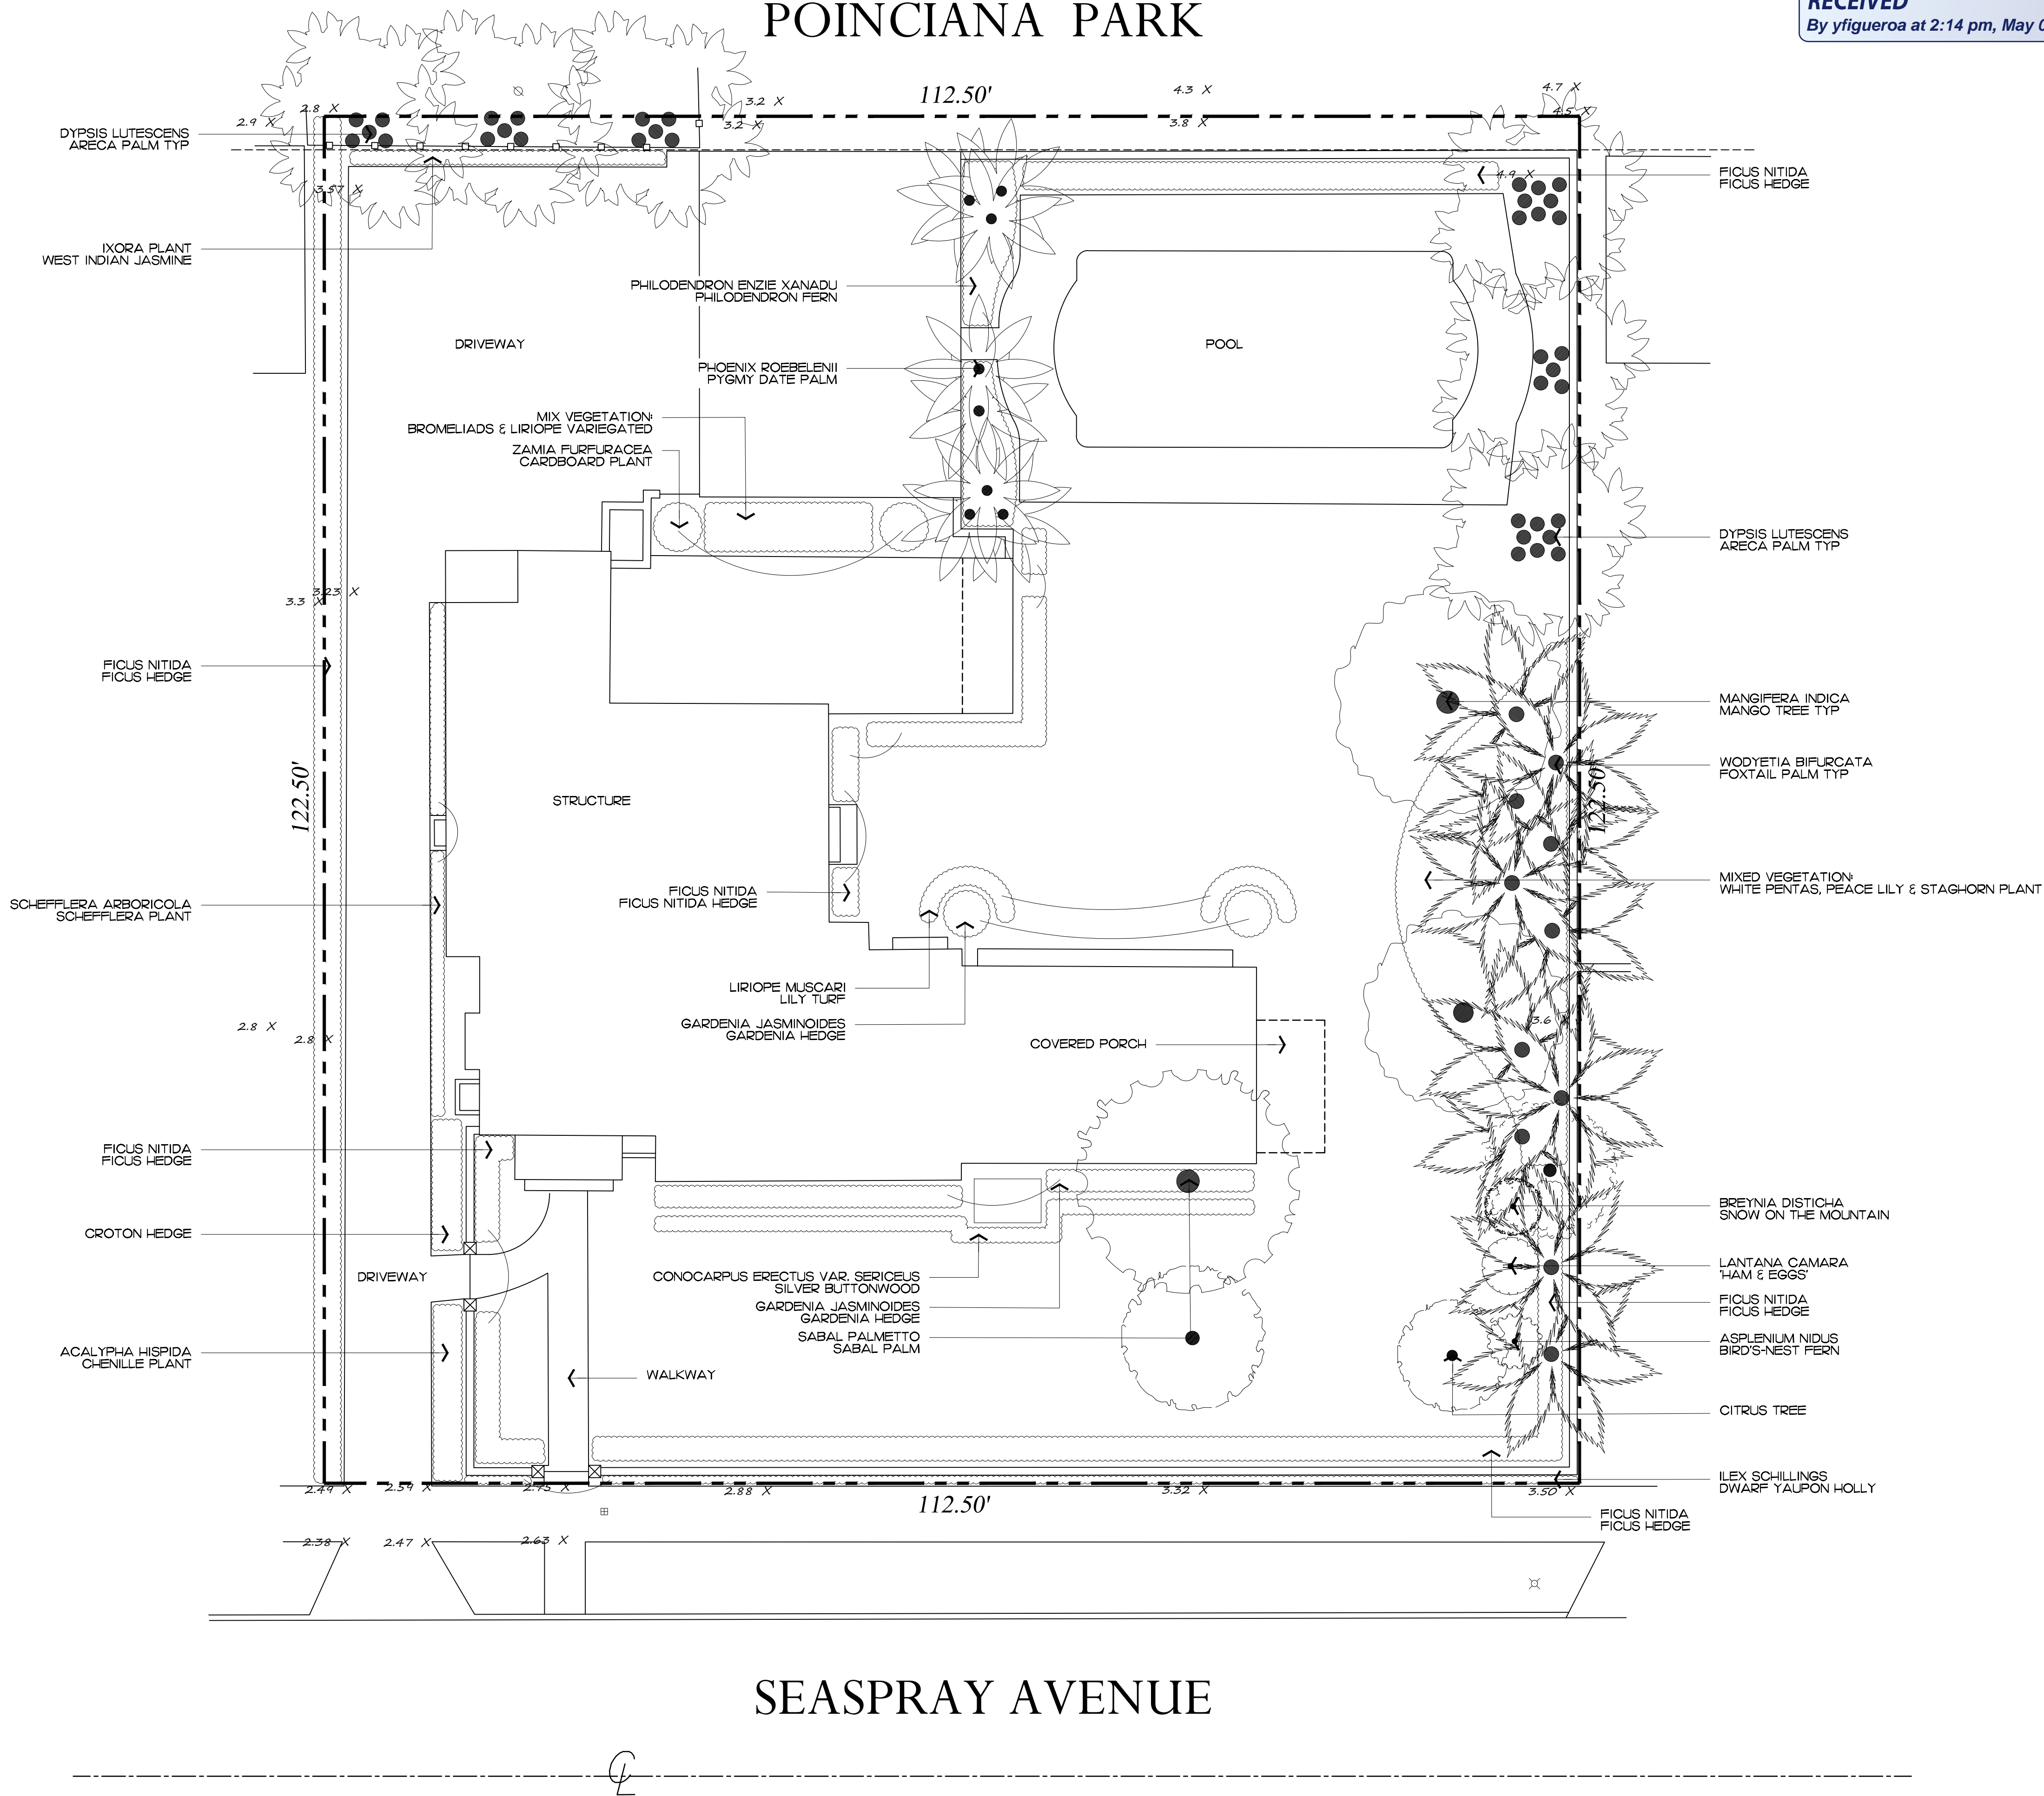 POINCIANA PARK
RECEIVED
By yfigueroa at 2:14 pm, May 0
112.50'
4.3 X
4.7 X
4.5 X
2.8 X
2.9 X
3.2 X
3.2 X
3.8 X
DYPSIS LUTESCENS
ARECA PALM TYP
3.57 X
4.9 X
FICUS NITIDA
FICUS HEDGE
IXORA PLANT
WEST INDIAN JASMINE
PHILODENDRON ENZIE XANADU
PHILODENDRON FERN
DRIVEWAY
POOL
PHOENIX ROEBELENII
PYGMY DATE PALM
MIX VEGETATION:
BROMELIADS & LIRIOPE VARIEGATED
ZAMIA FURFURACEA
CARDBOARD PLANT
DYPSIS LUTESCENS
ARECA PALM TYP
3.23 X
3.3 X
FICUS NITIDA
FICUS HEDGE
MANGIFERA INDICA
MANGO TREE TYP
WODYETIA BIFURCATA
FOXTAIL PALM TYP
122.50'
122.50'
STRUCTURE
SCHEFFLERA ARBORICOLA
SCHEFFLERA PLANT
FICUS NITIDA
FICUS NITIDA HEDGE
MIXED VEGETATION:
WHITE PENTAS, PEACE LILY & STAGHORN PLANT
LIRIOPE MUSCARI
LILY TURF
GARDENIA JASMINOIDES
GARDENIA HEDGE
2.8 X
2.8 X
3.6 X
COVERED PORCH
FICUS NITIDA
FICUS HEDGE
BREYNIA DISTICHA
SNOW ON THE MOUNTAIN
CROTON HEDGE
DRIVEWAY
CONOCARPUS ERECTUS VAR. SERICEUS
SILVER BUTTONWOOD
LANTANA CAMARA
'HAM & EGGS'
GARDENIA JASMINOIDES
GARDENIA HEDGE
FICUS NITIDA
FICUS HEDGE
SABAL PALMETTO
SABAL PALM
ASPLENIUM NIDUS
BIRD'S-NEST FERN
ACALYPHA HISPIDA
CHENILLE PLANT
WALKWAY
CITRUS TREE
ILEX SCHILLINGS
DWARF YAUPON HOLLY
2.49 X
2.59 X
2.75 X
2.88 X
112.50'
3.32 X
3.50 X
FICUS NITIDA
FICUS HEDGE
2.38 X
2.47 X
2.63 X
SEASPRAY AVENUE
CL